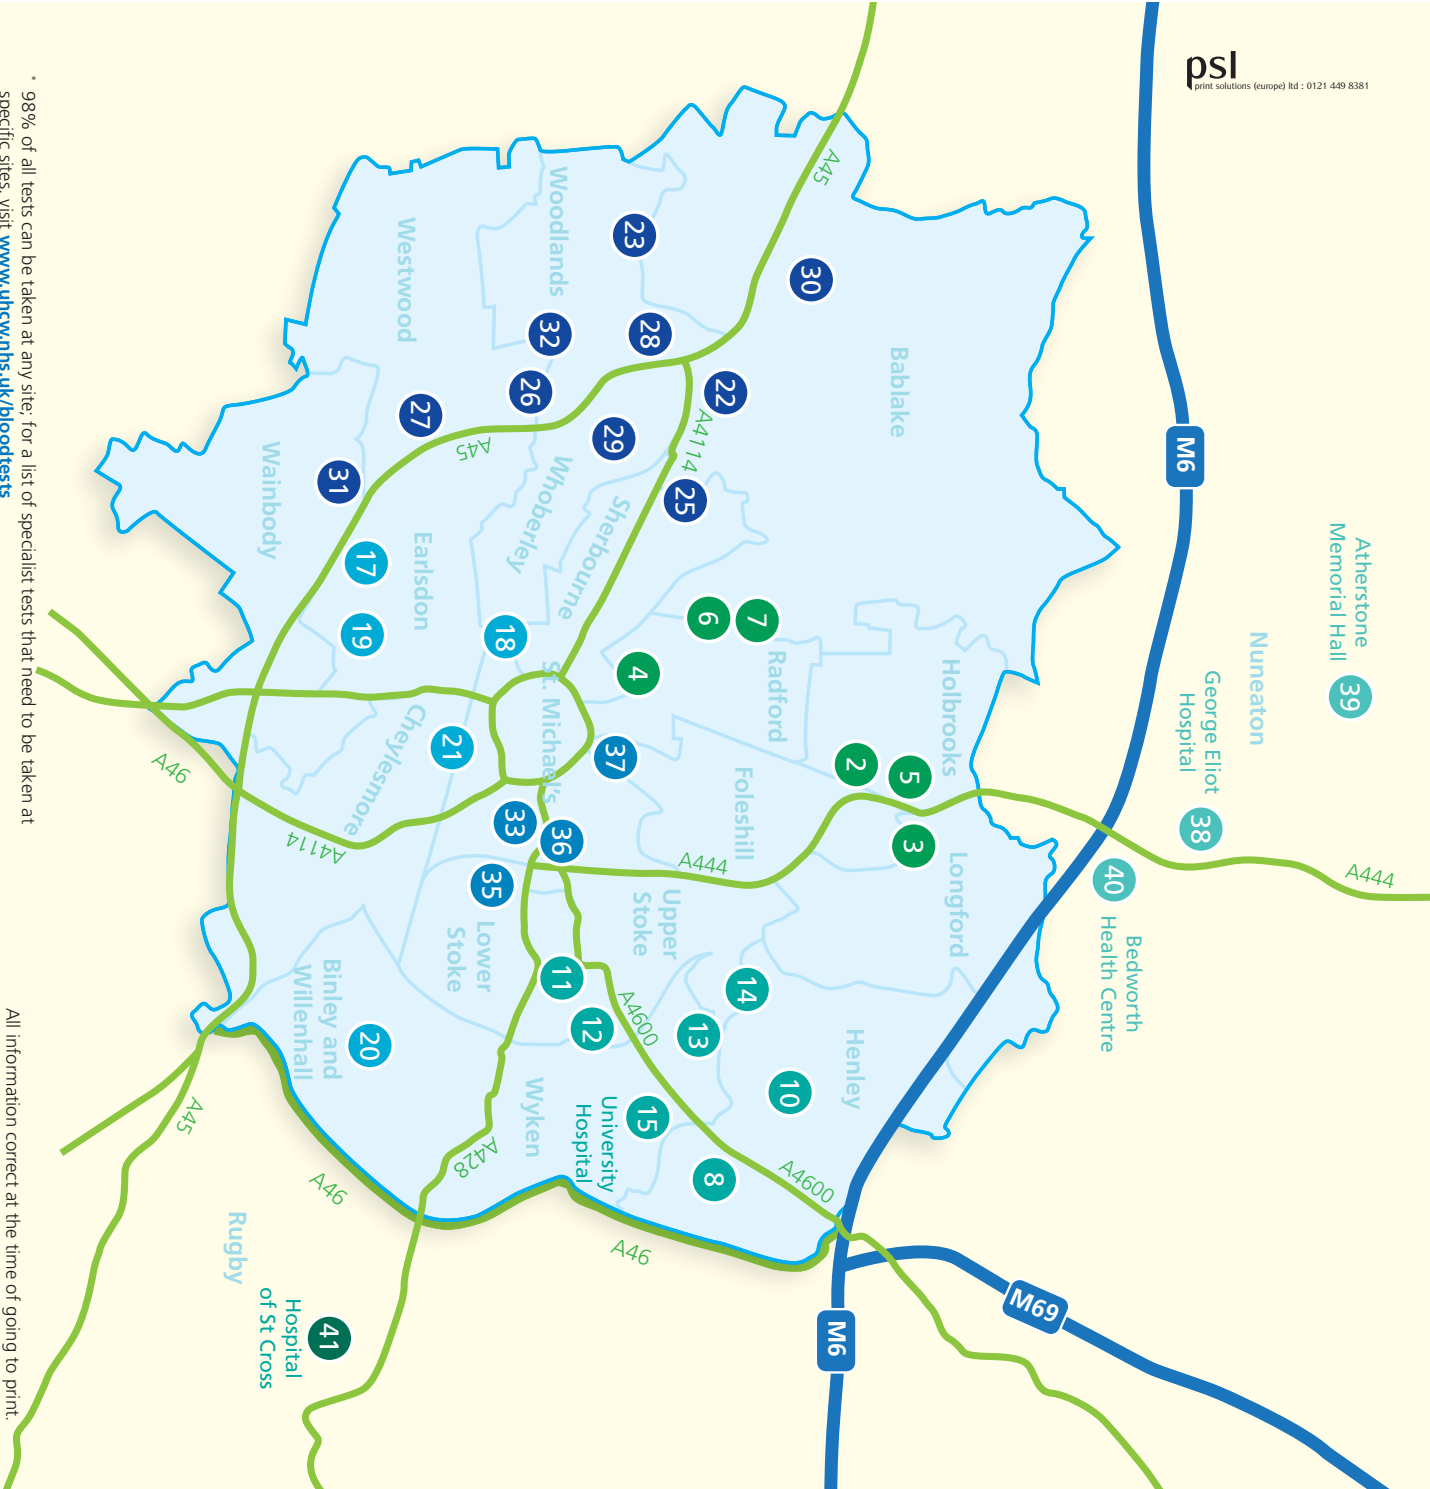 psl
print solutions (europe) ltd : 0121 449 8381
Atherstone
Memorial Hall
39
Nuneaton
George Eliot
Hospital
38
A444
40
Bedworth
Health Centre
M6
A45
30
Bablake
23
Woodlands
Westwood
32
28
22
26
27
29
A4114
A45
25
31
Wainbody
Whoberley
Sherbourne
Earlsdon
17
19
18
6
7
4
Radford
Holbrooks
St. Michael's
Cheylesmore
21
37
2
5
3
Foleshill
Longford
A46
A4114
33
36
35
A444
Upper
Stoke
Lower
Stoke
11
12
A4600
13
14
10
Henley
Binley and
Willenhall
20
Wyken
University
Hospital
15
8
A4600
A428
A45
A46
A46
M6
M69
Rugby
Hospital
of St Cross
41
* 98% of all tests can be taken at any site; for a list of specialist tests that need to be taken at
specific sites, visit www.uhcw.nhs.uk/bloodtests
All information correct at the time of going to print.